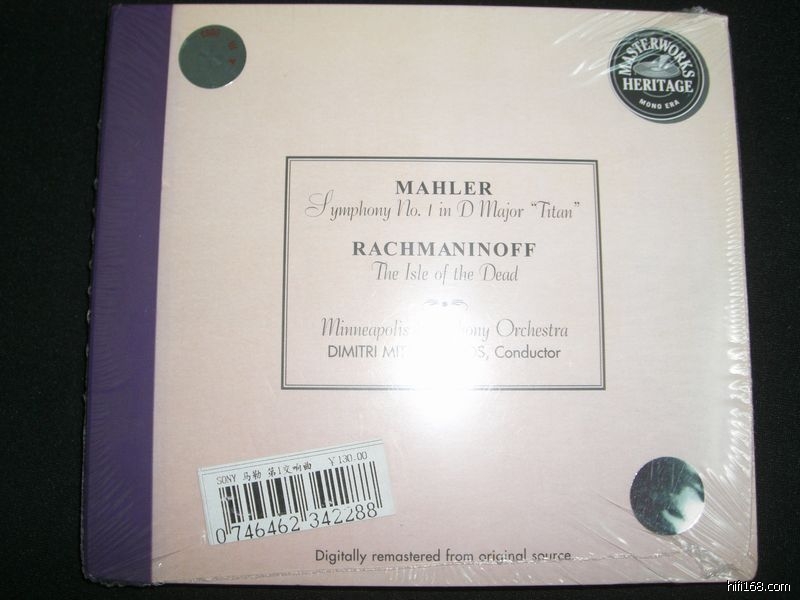 MASTERWORKS
HERITAGE
MONO ERA
MAHLER
Symphony No. 1 in D Major “Titan”
RACHMANINOFF
The Isle of the Dead
Minneapolis Orchestra
DIMITRI Conductor
SONY 马勒 第1交响曲 ￥130.00
0 746462 342288
Digitally remastered from original source
hifi168.com